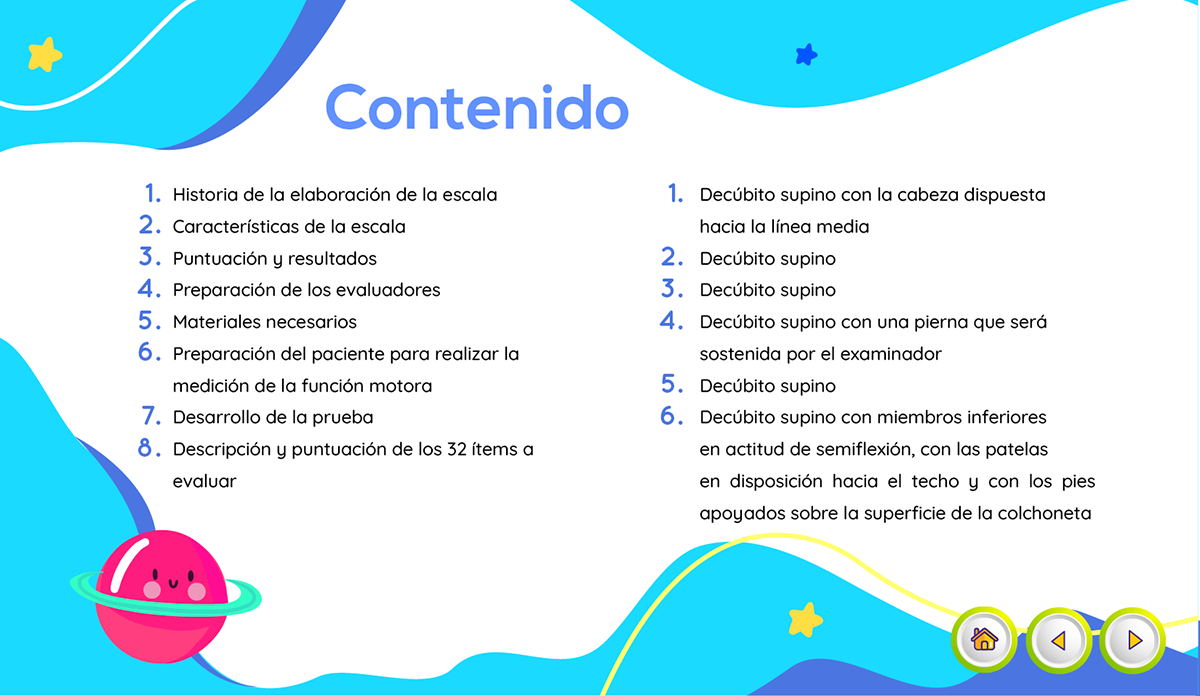 Contenido
1. Historia de la elaboración de la escala
2. Características de la escala
3. Puntuación y resultados
4. Preparación de los evaluadores
5. Materiales necesarios
6. Preparación del paciente para realizar la
medición de la función motora
7. Desarrollo de la prueba
8. Descripción y puntuación de los 32 ítems a
evaluar
1. Decúbito supino con la cabeza dispuesta
hacia la línea media
2. Decúbito supino
3. Decúbito supino
4. Decúbito supino con una pierna que será
sostenida por el examinador
5. Decúbito supino
6. Decúbito supino con miembros inferiores
en actitud de semiflexión, con las patelas
en disposición hacia el techo y con los pies
apoyados sobre la superficie de la colchoneta